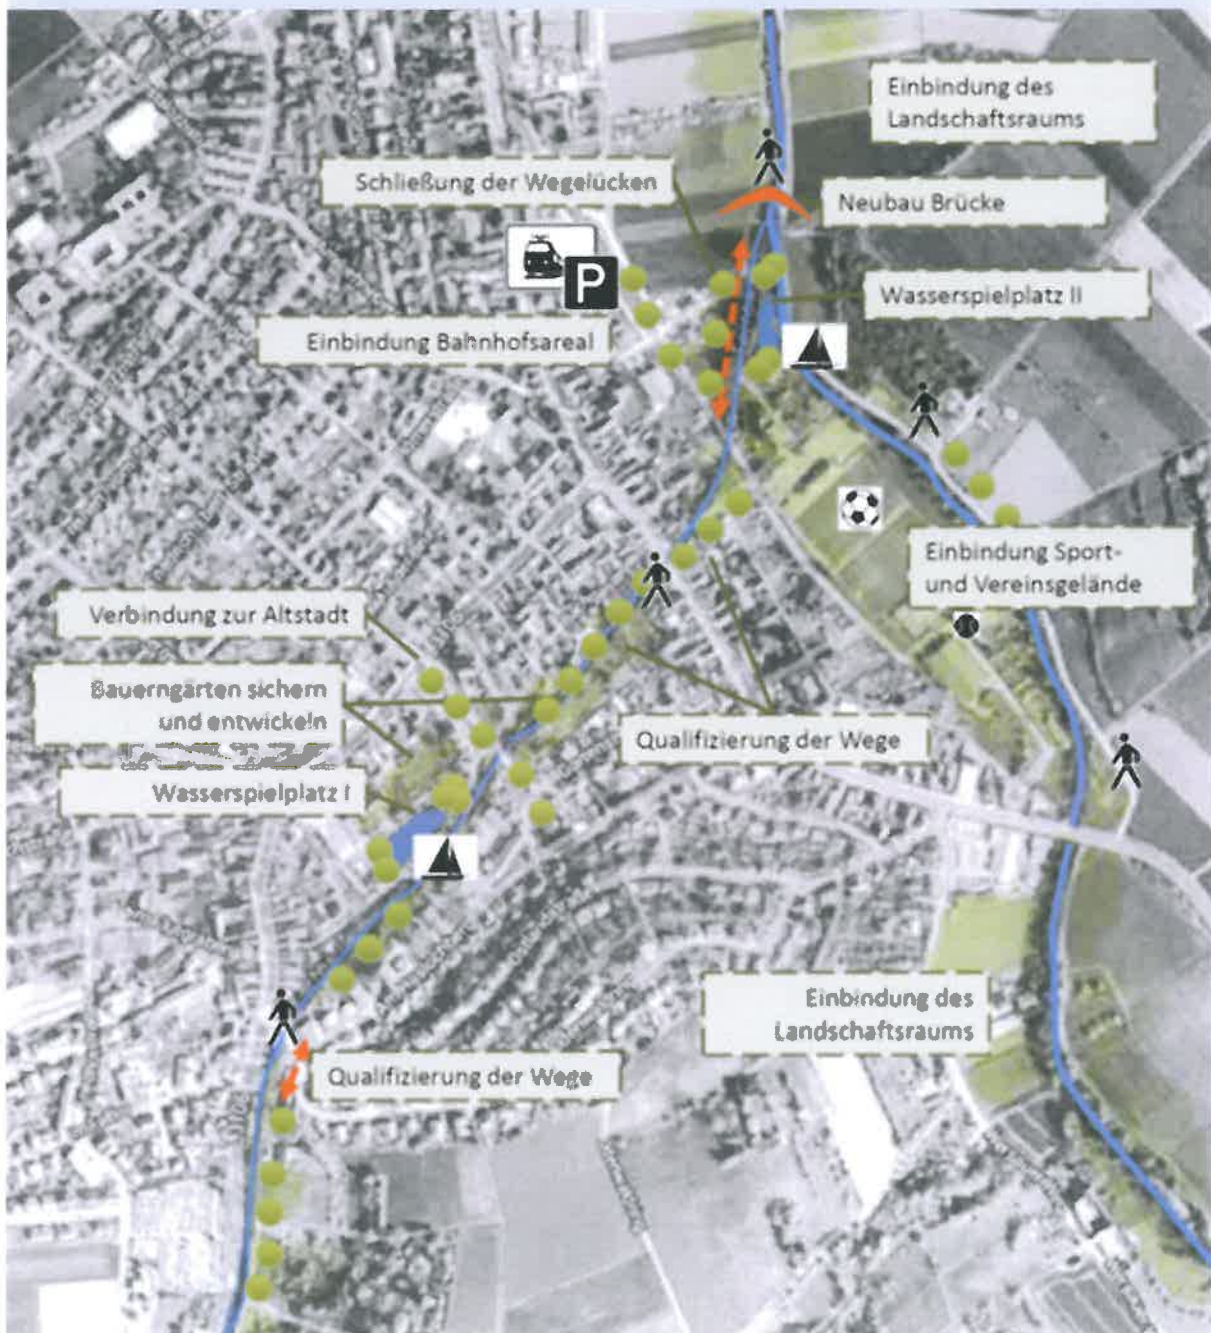 Einbindung des
Landschaftsraums
Schließung der Wegelücken
Neubau Brücke
P
Wasserspielplatz II
Einbindung Bahnhofsareal
Einbindung Sport-
und Vereinsgelände
Verbindung zur Altstadt
Bauerngärten sichern
und entwickeln
Qualifizierung der Wege
Wasserspielplatz I
Einbindung des
Landschaftsraums
Qualifizierung der Wege